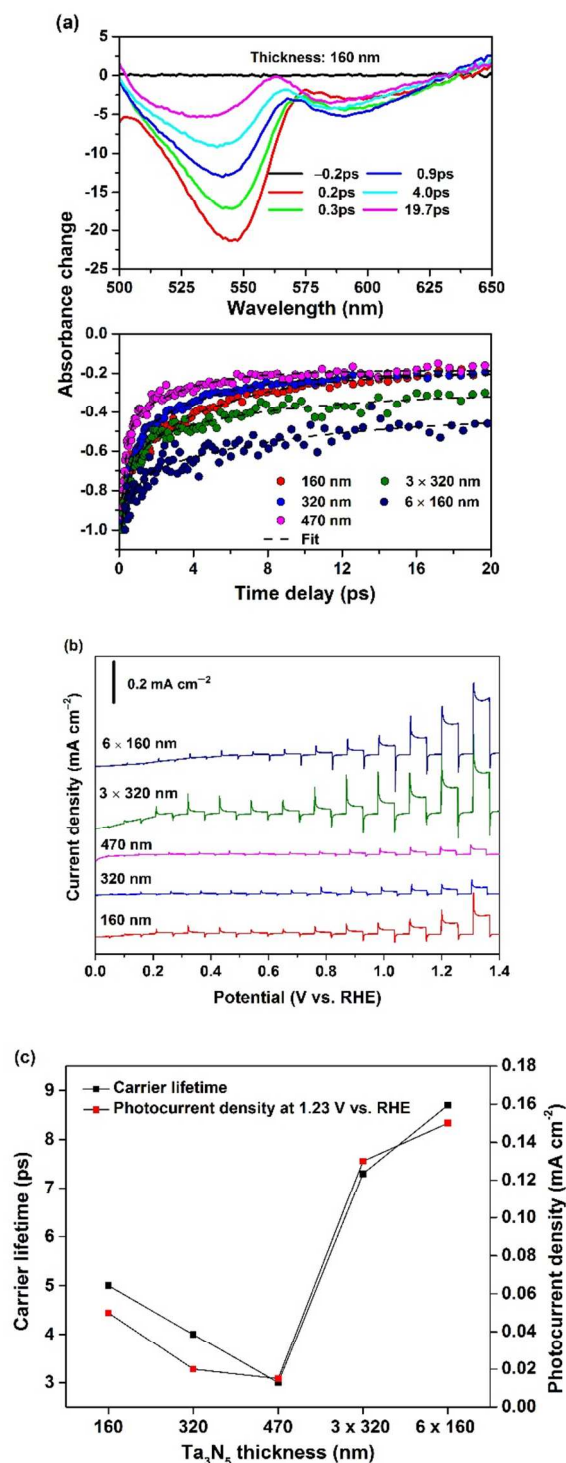 (a)
5
0
-5
-10
-15
-20
-25
Thickness: 160 nm
−0.2ps 0.9ps
0.2ps 4.0ps
0.3ps 19.7ps
500 525 550 575 600 625 650
Wavelength (nm)
Absorbance change
0.0
-0.2
-0.4
-0.6
-0.8
-1.0
160 nm 3 × 320 nm
320 nm 6 × 160 nm
470 nm
Fit
0 4 8 12 16 20
Time delay (ps)
(b)
0.2 mA cm−2
6 × 160 nm
3 × 320 nm
470 nm
320 nm
160 nm
Current density (mA cm−2)
0.0 0.2 0.4 0.6 0.8 1.0 1.2 1.4
Potential (V vs. RHE)
(c)
Carrier lifetime
Photocurrent density at 1.23 V vs. RHE
9
8
7
6
5
4
3
Carrier lifetime (ps)
0.18
0.16
0.14
0.12
0.10
0.08
0.06
0.04
0.02
0.00
Photocurrent density (mA cm-2)
160 320 470 3 x 320 6 x 160
Ta3N5 thickness (nm)